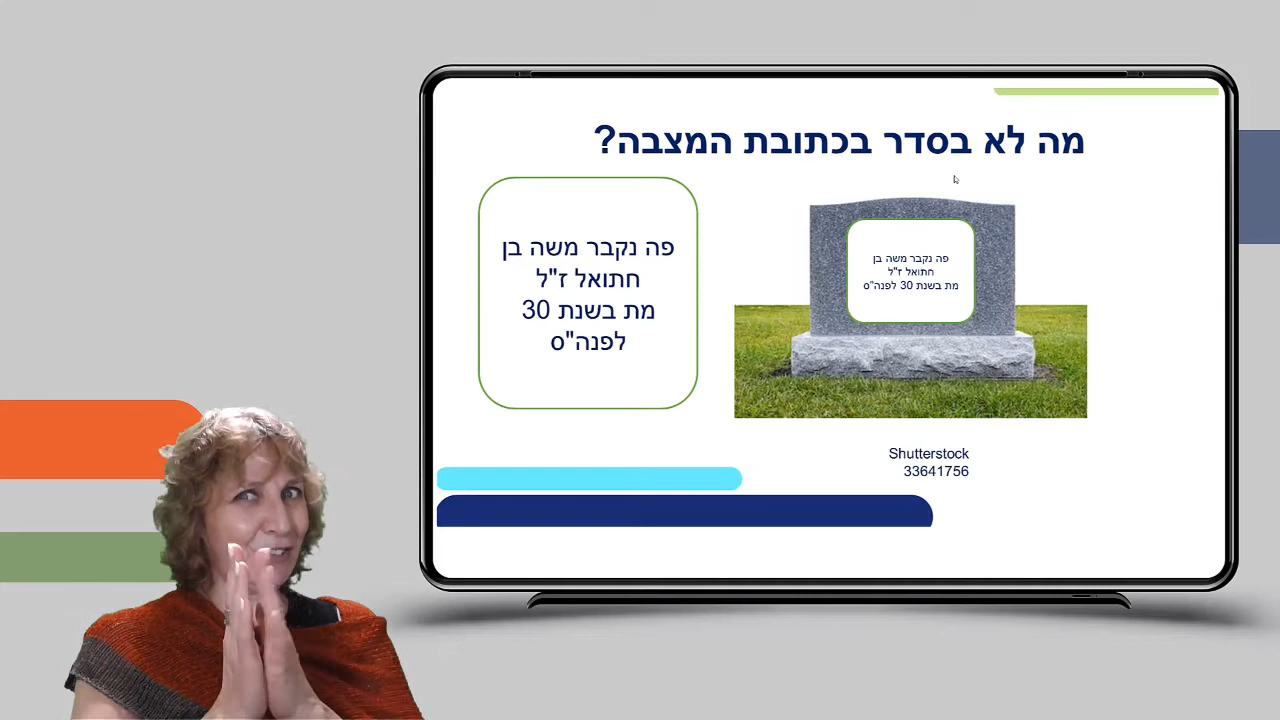 מה לא בסדר בכתובת המצבה?
פה נקבר משה בן
חתואל ז"ל
מת בשנת 30 לפנה"ס
פה נקבר משה בן
חתואל ז"ל
מת בשנת 30
לפנה"ס
Shutterstock
33641756